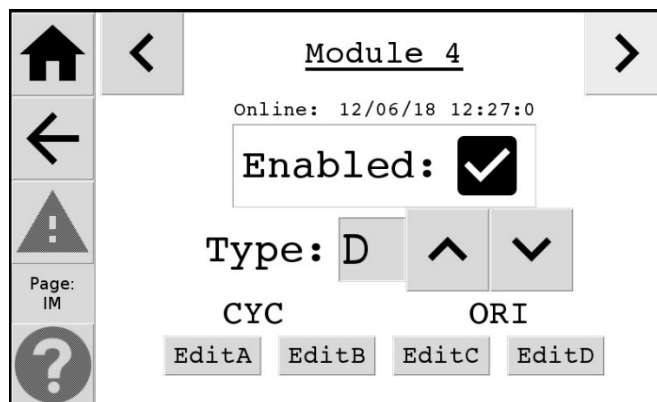 Module 4
Online: 12/06/18 12:27:0
Enabled:
Type: D
Page:
IM
CYC ORI
EditA EditB EditC EditD